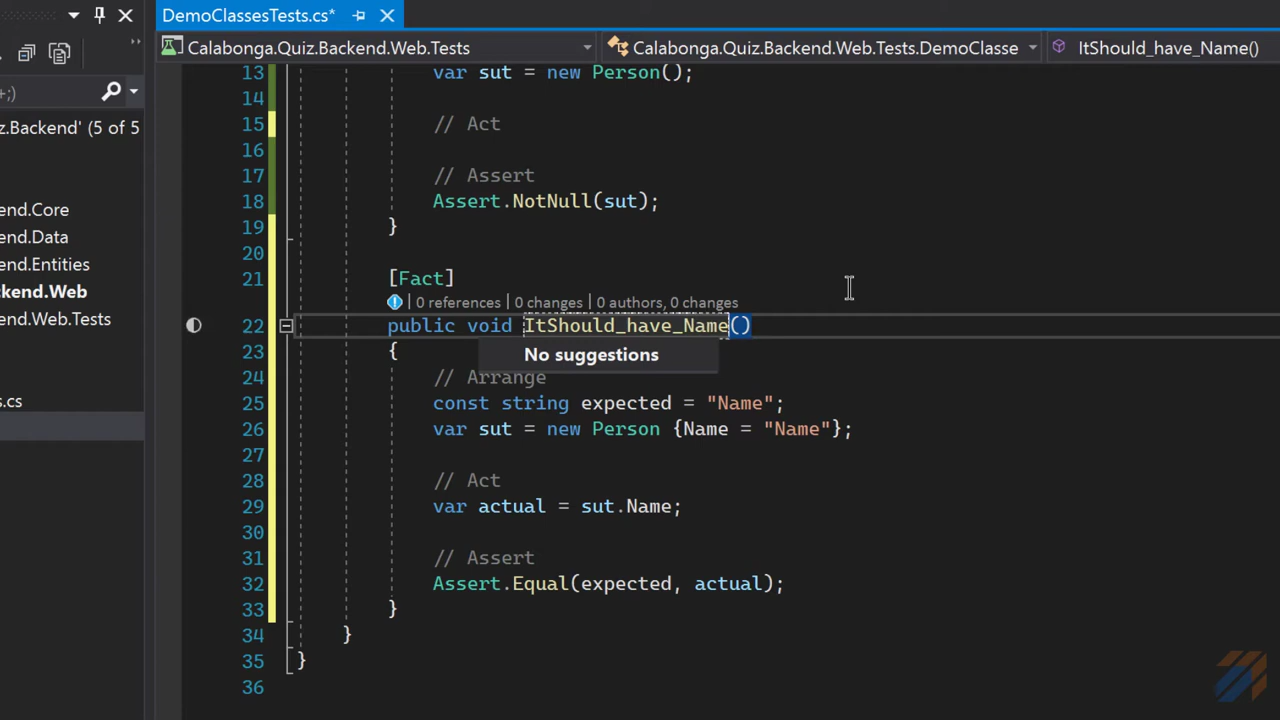 DemoClassesTests.cs*
Calabonga.Quiz.Backend.Web.Tests
Calabonga.Quiz.Backend.Web.Tests.DemoClasse
ItShould_have_Name()
+;)
z.Backend' (5 of 5
end.Core
end.Data
end.Entities
kend.Web
end.Web.Tests
s.cs
13 var sut = new Person();
14
15 // Act
16
17 // Assert
18 Assert.NotNull(sut);
19 }
20
21 [Fact]
0 references | 0 changes | 0 authors, 0 changes
22 public void ItShould_have_Name()
No suggestions
23 {
24 // Arrange
25 const string expected = "Name";
26 var sut = new Person {Name = "Name"};
27
28 // Act
29 var actual = sut.Name;
30
31 // Assert
32 Assert.Equal(expected, actual);
33 }
34 }
35 }
36